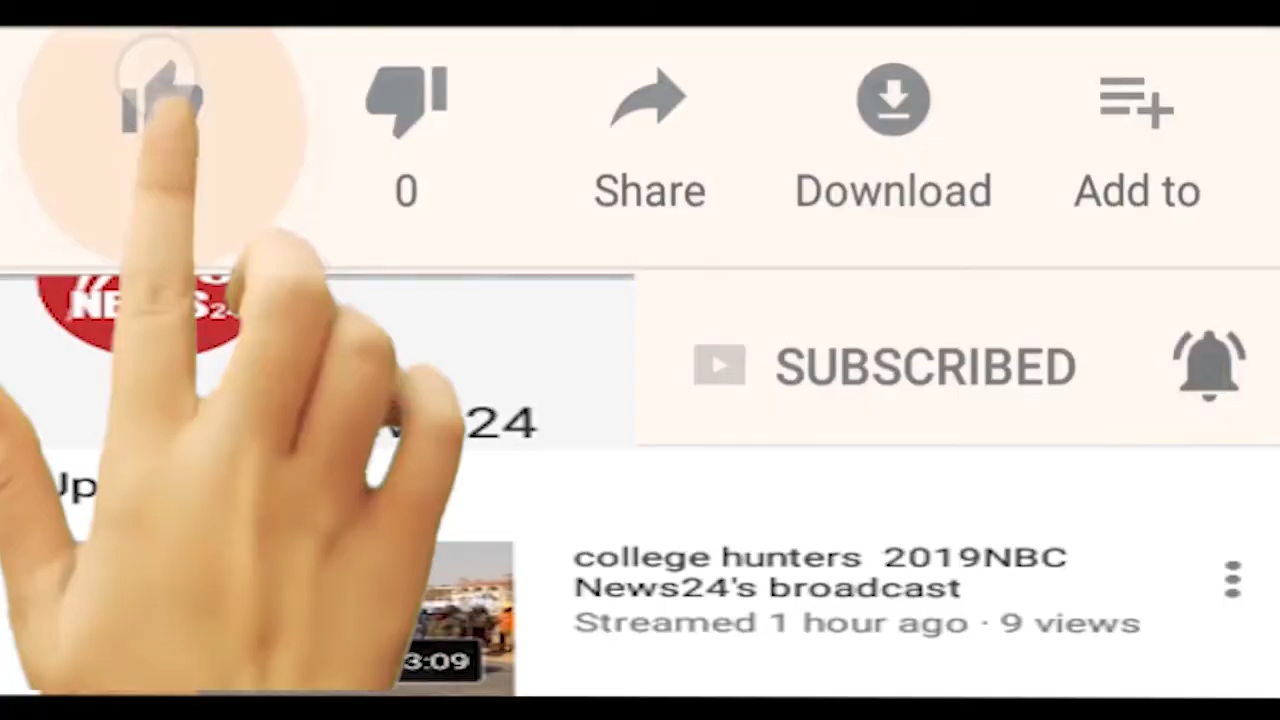 0
Share
Download
Add to
SUBSCRIBED
24
college hunters 2019NBC
News24's broadcast
Streamed 1 hour ago · 9 views
3:09